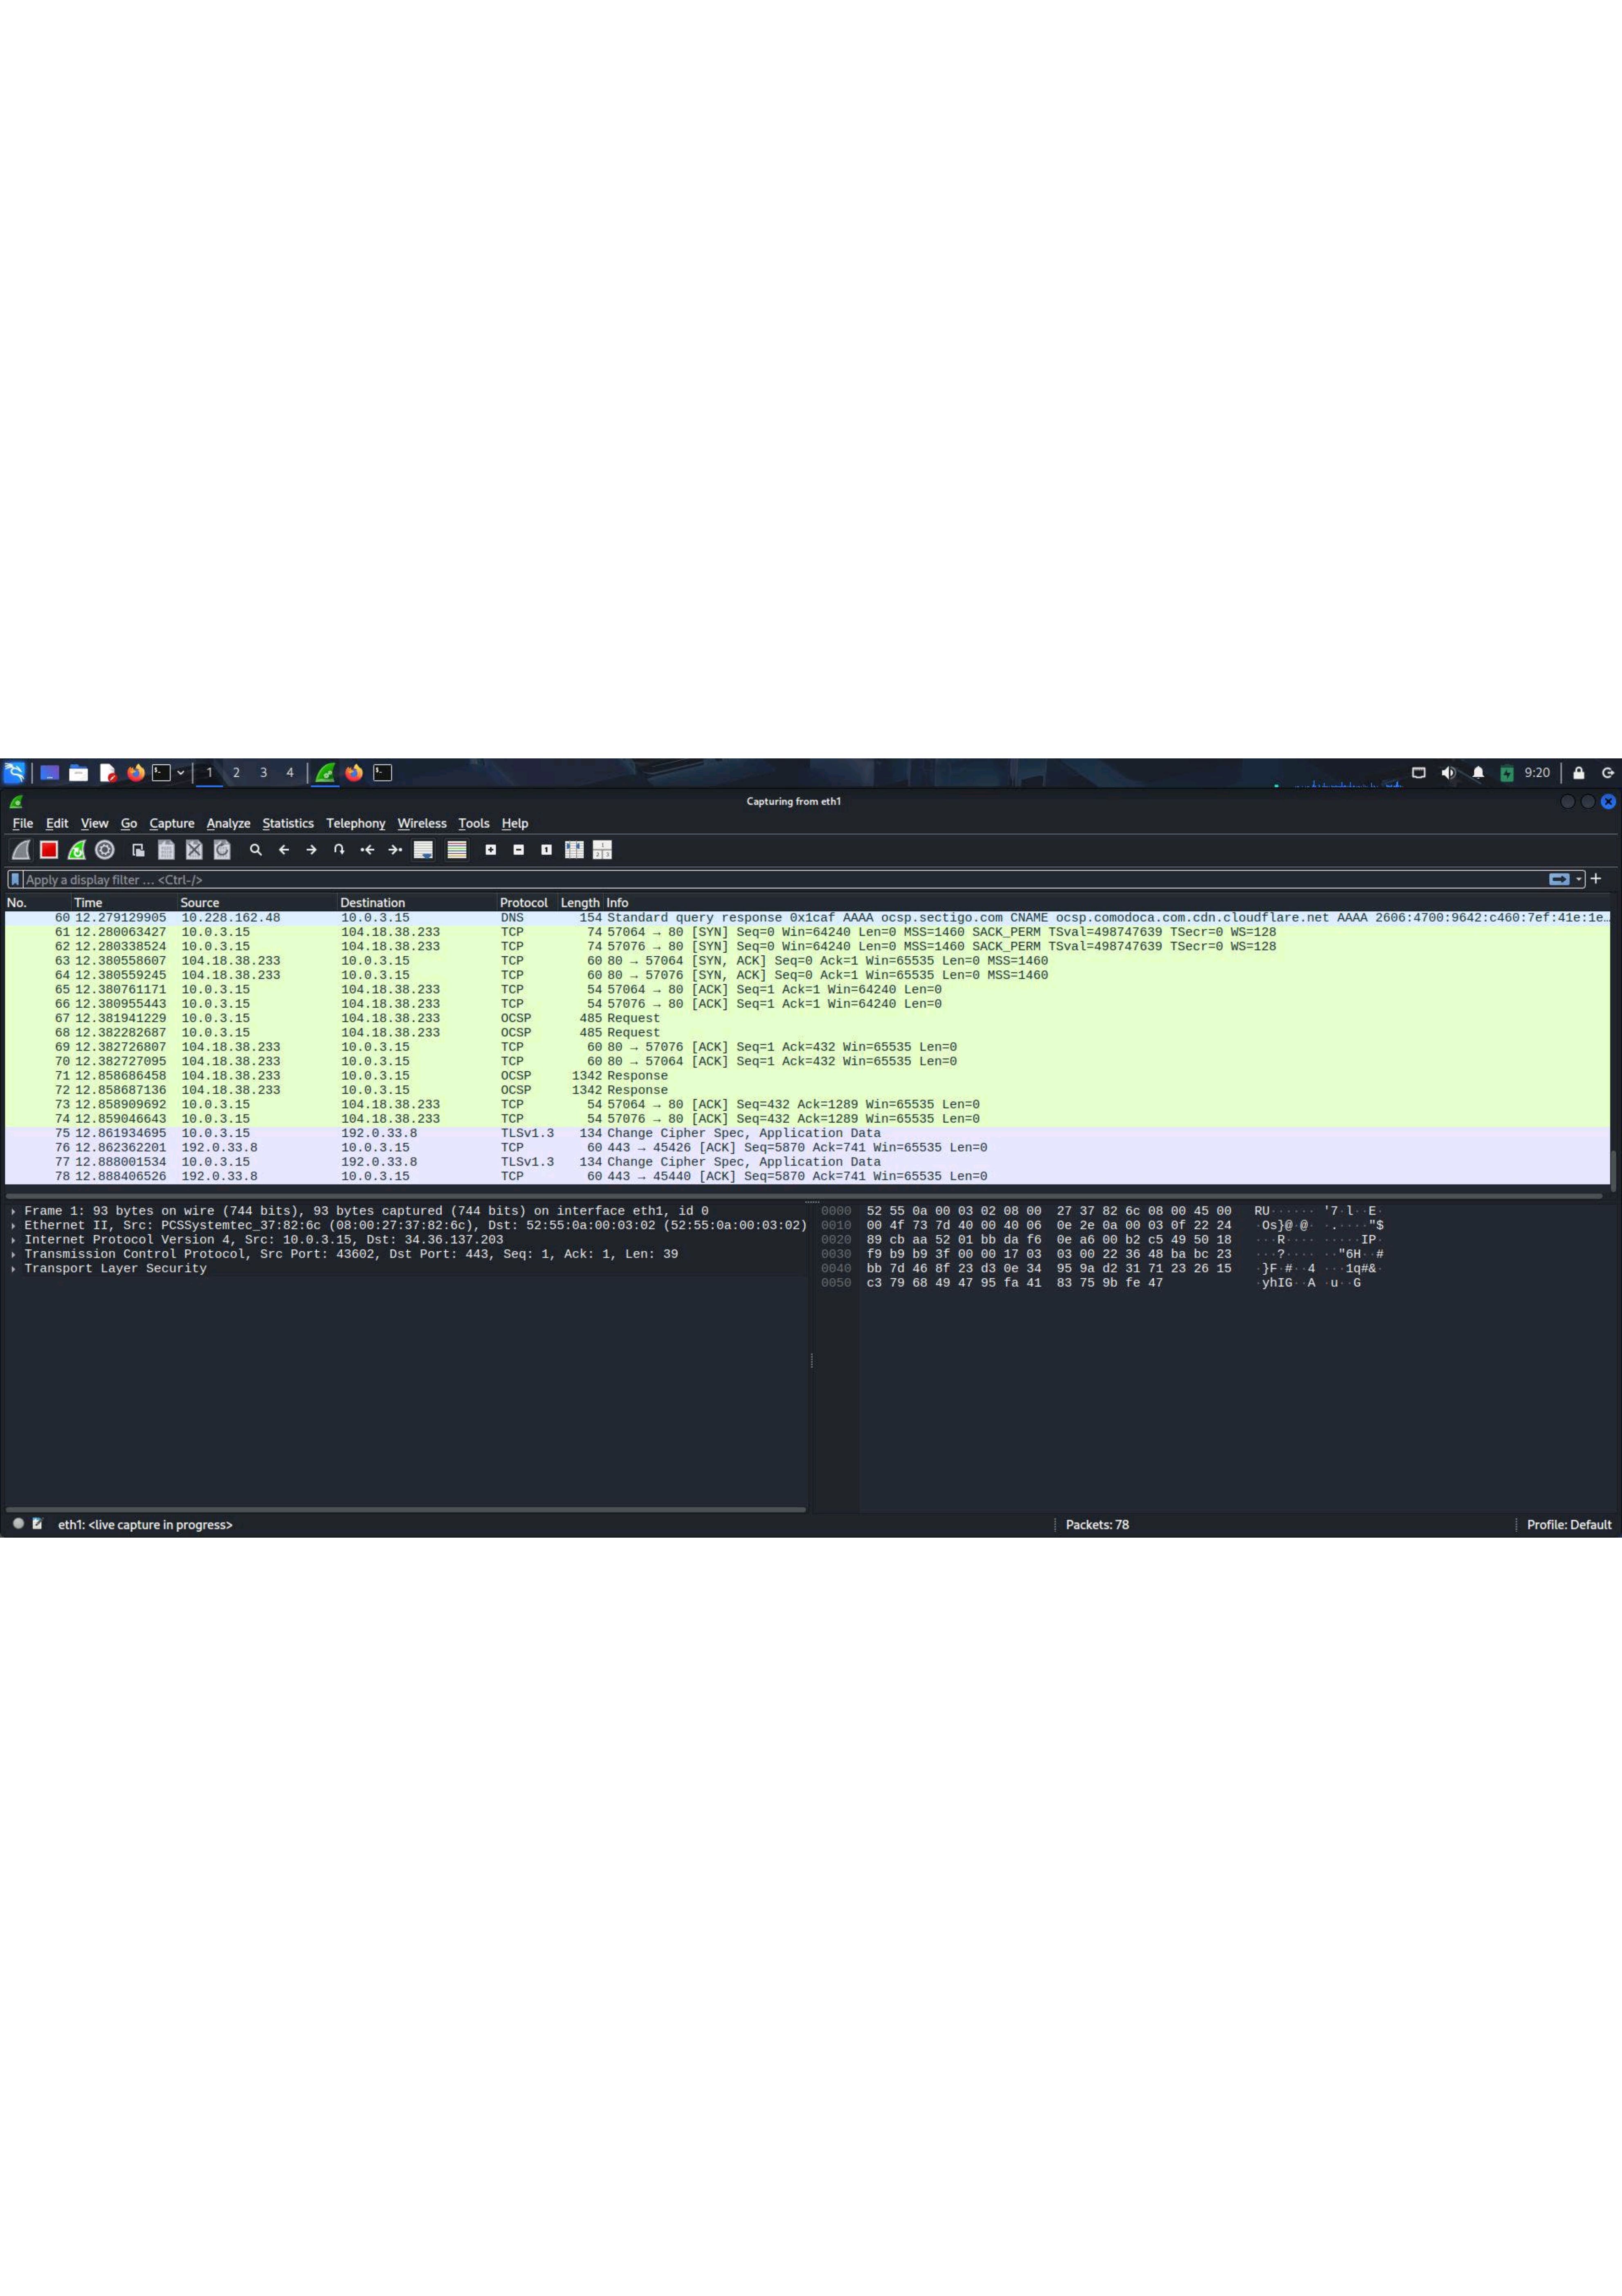 1 2 3 4 9:20
Capturing from eth1
File Edit View Go Capture Analyze Statistics Telephony Wireless Tools Help
Apply a display filter ... <Ctrl-/>
No. Time Source Destination Protocol Length Info
60 12.279129905 10.228.162.48 10.0.3.15 DNS 154 Standard query response 0x1caf AAAA ocsp.sectigo.com CNAME ocsp.comodoca.com.cdn.cloudflare.net AAAA 2606:4700:9642:c460:7ef:41e:1e…
61 12.280063427 10.0.3.15 104.18.38.233 TCP 74 57064 → 80 [SYN] Seq=0 Win=64240 Len=0 MSS=1460 SACK_PERM TSval=498747639 TSecr=0 WS=128
62 12.280338524 10.0.3.15 104.18.38.233 TCP 74 57076 → 80 [SYN] Seq=0 Win=64240 Len=0 MSS=1460 SACK_PERM TSval=498747639 TSecr=0 WS=128
63 12.380558607 104.18.38.233 10.0.3.15 TCP 60 80 → 57064 [SYN, ACK] Seq=0 Ack=1 Win=65535 Len=0 MSS=1460
64 12.380559245 104.18.38.233 10.0.3.15 TCP 60 80 → 57076 [SYN, ACK] Seq=0 Ack=1 Win=65535 Len=0 MSS=1460
65 12.380761171 10.0.3.15 104.18.38.233 TCP 54 57064 → 80 [ACK] Seq=1 Ack=1 Win=64240 Len=0
66 12.380955443 10.0.3.15 104.18.38.233 TCP 54 57076 → 80 [ACK] Seq=1 Ack=1 Win=64240 Len=0
67 12.381941229 10.0.3.15 104.18.38.233 OCSP 485 Request
68 12.382282687 10.0.3.15 104.18.38.233 OCSP 485 Request
69 12.382726807 104.18.38.233 10.0.3.15 TCP 60 80 → 57076 [ACK] Seq=1 Ack=432 Win=65535 Len=0
70 12.382727095 104.18.38.233 10.0.3.15 TCP 60 80 → 57064 [ACK] Seq=1 Ack=432 Win=65535 Len=0
71 12.858686458 104.18.38.233 10.0.3.15 OCSP 1342 Response
72 12.858687136 104.18.38.233 10.0.3.15 OCSP 1342 Response
73 12.858909692 10.0.3.15 104.18.38.233 TCP 54 57064 → 80 [ACK] Seq=432 Ack=1289 Win=65535 Len=0
74 12.859046643 10.0.3.15 104.18.38.233 TCP 54 57076 → 80 [ACK] Seq=432 Ack=1289 Win=65535 Len=0
75 12.861934695 10.0.3.15 192.0.33.8 TLSv1.3 134 Change Cipher Spec, Application Data
76 12.862362201 192.0.33.8 10.0.3.15 TCP 60 443 → 45426 [ACK] Seq=5870 Ack=741 Win=65535 Len=0
77 12.888001534 10.0.3.15 192.0.33.8 TLSv1.3 134 Change Cipher Spec, Application Data
78 12.888406526 192.0.33.8 10.0.3.15 TCP 60 443 → 45440 [ACK] Seq=5870 Ack=741 Win=65535 Len=0
Frame 1: 93 bytes on wire (744 bits), 93 bytes captured (744 bits) on interface eth1, id 0
Ethernet II, Src: PCSSystemtec_37:82:6c (08:00:27:37:82:6c), Dst: 52:55:0a:00:03:02 (52:55:0a:00:03:02)
Internet Protocol Version 4, Src: 10.0.3.15, Dst: 34.36.137.203
Transmission Control Protocol, Src Port: 43602, Dst Port: 443, Seq: 1, Ack: 1, Len: 39
Transport Layer Security
0000 52 55 0a 00 03 02 08 00 27 37 82 6c 08 00 45 00 RU······ '7·l··E·
0010 00 4f 73 7d 40 00 40 06 0e 2e 0a 00 03 0f 22 24 ·Os}@·@· ·.····"$
0020 89 cb aa 52 01 bb da f6 0e a6 00 b2 c5 49 50 18 ···R···· ·····IP·
0030 f9 b9 b9 3f 00 00 17 03 03 00 22 36 48 ba bc 23 ···?···· ··"6H··#
0040 bb 7d 46 8f 23 d3 0e 34 95 9a d2 31 71 23 26 15 ·}F·#··4 ···1q#&·
0050 c3 79 68 49 47 95 fa 41 83 75 9b fe 47 ·yhIG··A ·u··G
eth1: <live capture in progress> Packets: 78 Profile: Default